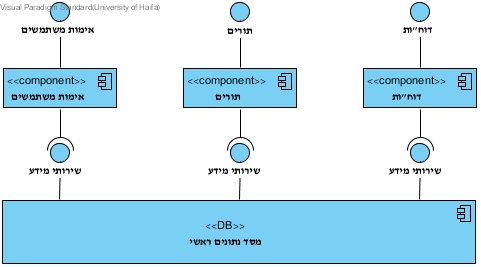 Visual Paradigm Standard(University of Haifa)
אימות משתמשים
תורים
דוח״ות
<<component>>
אימות משתמשים
<<component>>
תורים
<<component>>
דוח״ות
שירותי מידע
שירותי מידע
שירותי מידע
<<DB>>
מסד נתונים ראשי